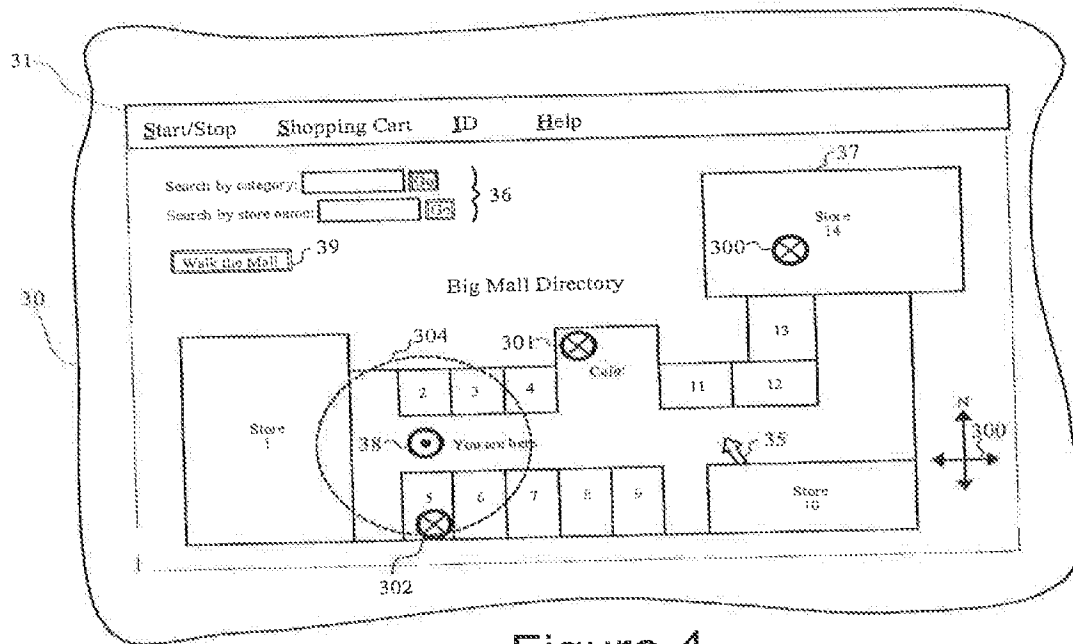 31
Start/Stop Shopping Cart ID Help
37
Search by category: Go
36
Search by store name: Go
Store
14
300
39
Walk the Mall
Big Mall Directory
30
304
301
13
Cafe
2 3 4
11 12
Store
1
N
38 You are here
35
300
5 6 7 8 9
Store
10
302
Figure 4